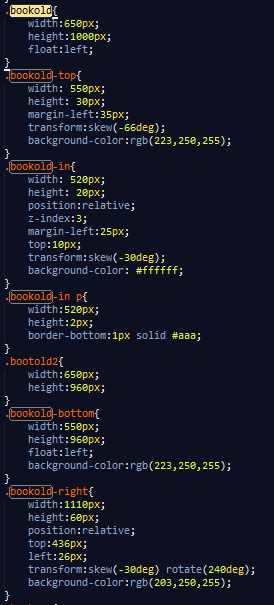 .bookold{
width:650px;
height:1000px;
float:left;
}
.bookold-top{
width: 550px;
height: 30px;
margin-left:35px;
transform:skew(-66deg);
background-color:rgb(223,250,255);
}
.bookold-in{
width: 520px;
height: 20px;
position:relative;
z-index:3;
margin-left:25px;
top:10px;
transform:skew(-30deg);
background-color: #ffffff;
}
.bookold-in p{
width:520px;
height:2px;
border-bottom:1px solid #aaa;
}
.bootold2{
width:650px;
height:960px;
}
.bookold-bottom{
width:550px;
height:960px;
float:left;
background-color:rgb(223,250,255);
}
.bookold-right{
width:1110px;
height:60px;
position:relative;
top:436px;
left:26px;
transform:skew(-30deg) rotate(240deg);
background-color:rgb(203,250,255);
}